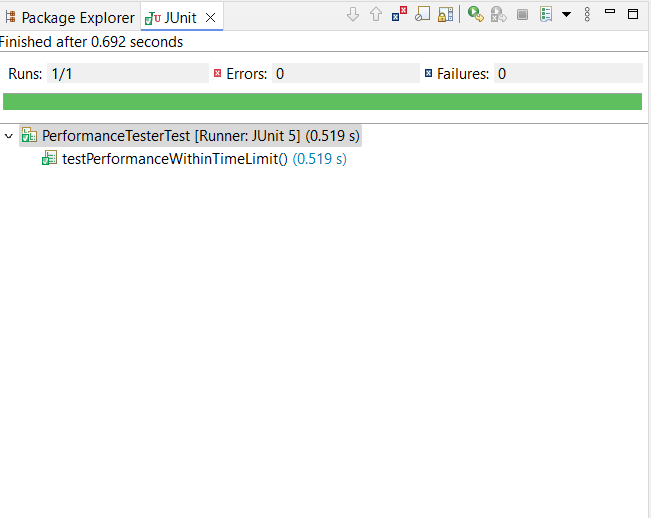 Package Explorer JUnit
Finished after 0.692 seconds
Runs: 1/1 Errors: 0 Failures: 0
PerformanceTesterTest [Runner: JUnit 5] (0.519 s)
testPerformanceWithinTimeLimit() (0.519 s)